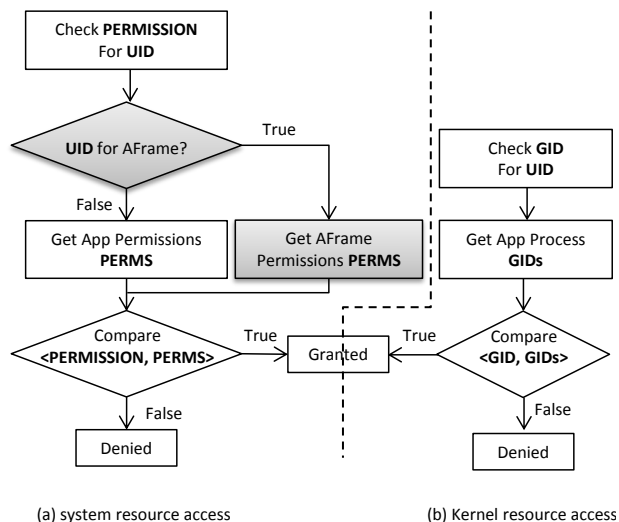 Check PERMISSION
For UID
UID for AFrame?
True
False
Get App Permissions
PERMS
Get AFrame
Permissions PERMS
Compare
<PERMISSION, PERMS>
True
False
Denied
Granted
Check GID
For UID
Get App Process
GIDs
Compare
<GID, GIDs>
True
False
Denied
(a) system resource access
(b) Kernel resource access